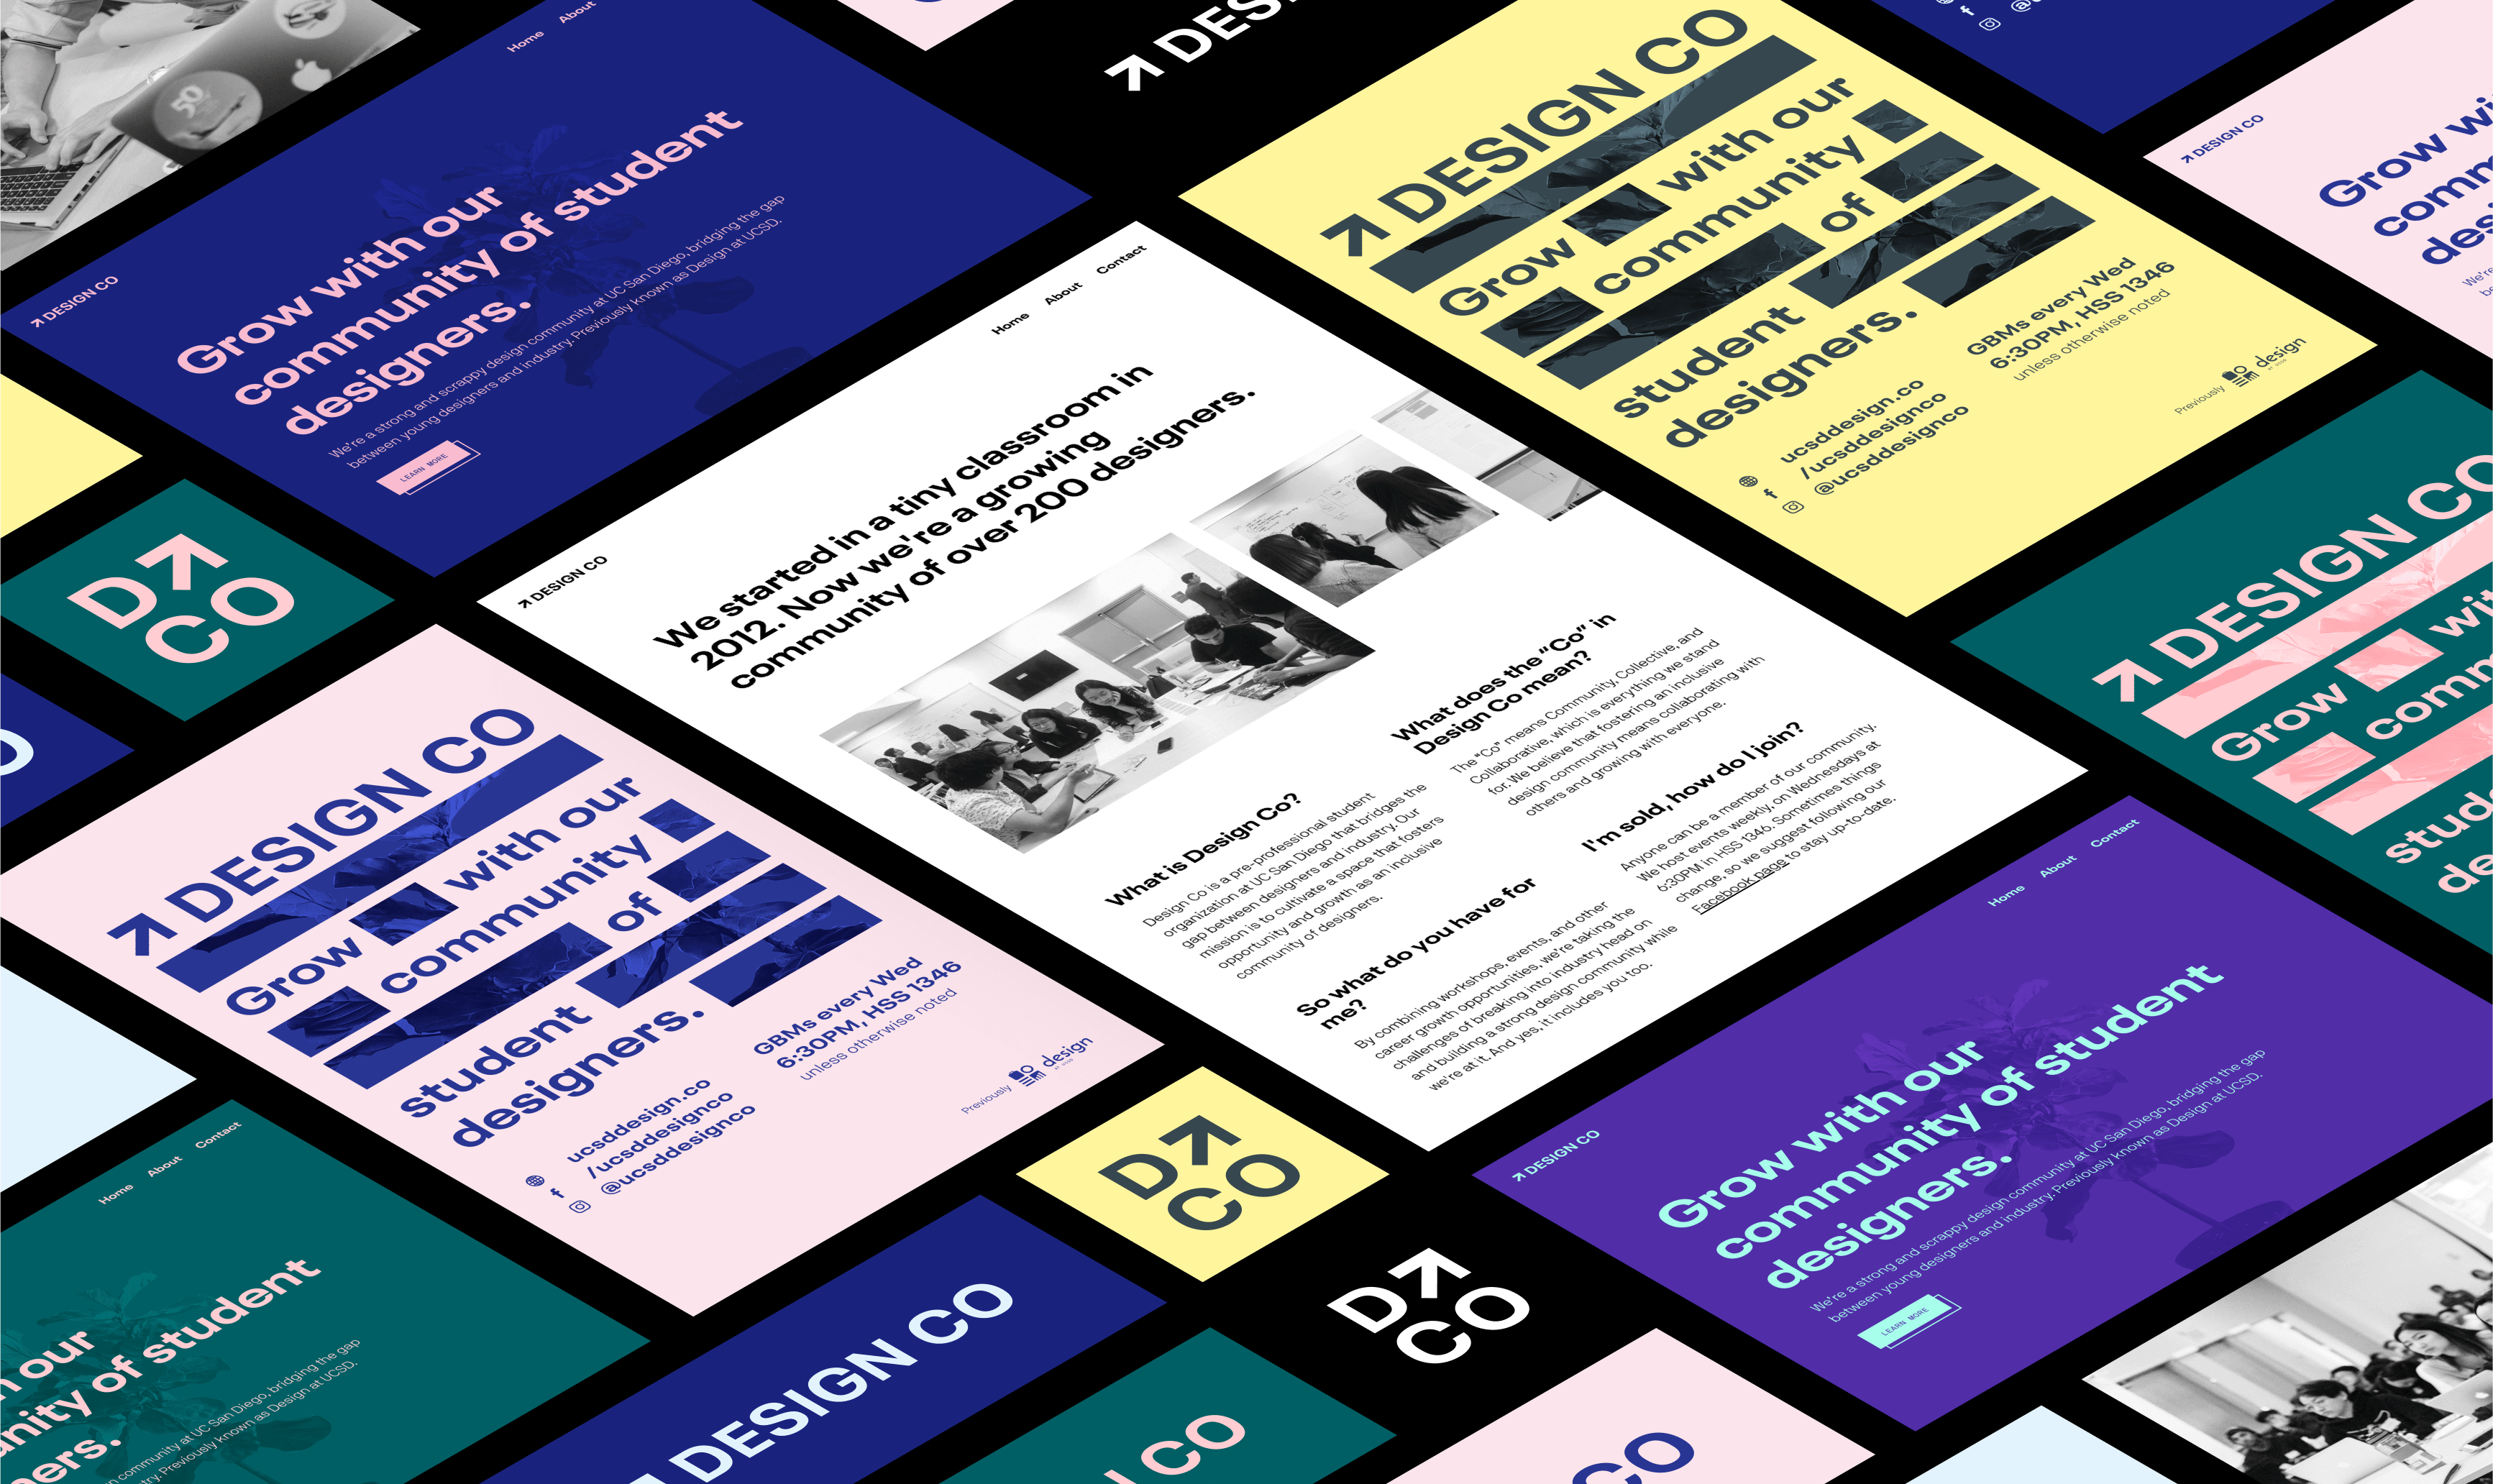 Home About
↗ DESIGN CO
Grow with our
community of student
designers.
We're a strong and scrappy design community at UC San Diego, bridging the gap
between young designers and industry. Previously known as Design at UCSD.
LEARN MORE
↗ DES
↗ DESIGN CO
Grow with our
community
of
student
designers.
GBMs every Wed
6:30PM, HSS 1346
unless otherwise noted
ucsddesign.co
/ucsddesignco
@ucsddesignco
Previously design
↗ DESIGN CO
Grow wi
comm
des
We're
D↑
CO
Home About Contact
↗ DESIGN CO
We started in a tiny classroom in
2012. Now we're a growing
community of over 200 designers.
What is Design Co?
Design Co is a pre-professional student
organization at UC San Diego that bridges the
gap between designers and industry. Our
mission is to cultivate a space that fosters
opportunity and growth as an inclusive
community of designers.
What does the “Co” in
Design Co mean?
The “Co” means Community, Collective, and
Collaborative, which is everything we stand
for. We believe that fostering an inclusive
design community means collaborating with
others and growing with everyone.
So what do you have for
me?
By combining workshops, events, and other
career growth opportunities, we're taking the
challenges of breaking into industry head on
and building a strong design community while
we're at it. And yes, it includes you too.
I'm sold, how do I join?
Anyone can be a member of our community.
We host events weekly, on Wednesdays at
6:30PM in HSS 1346. Sometimes things
change, so we suggest following our
Facebook page to stay up-to-date.
↗ DESIGN CO
Grow with our
community
of
student
designers.
GBMs every Wed
6:30PM, HSS 1346
unless otherwise noted
ucsddesign.co
/ucsddesignco
@ucsddesignco
Previously design
↗ DESIGN CO
Grow wit
comm
stud
de
Home About Contact
↗ DESIGN CO
Grow with our
community of student
designers.
We're a strong and scrappy design community at UC San Diego, bridging the gap
between young designers and industry. Previously known as Design at UCSD.
LEARN MORE
Home About Contact
our
unity of student
ners.
community at UC San Diego, bridging the gap
stry. Previously known as Design at UCSD.
D↑
CO
D↑
CO
DESIGN CO
CO
CO
50